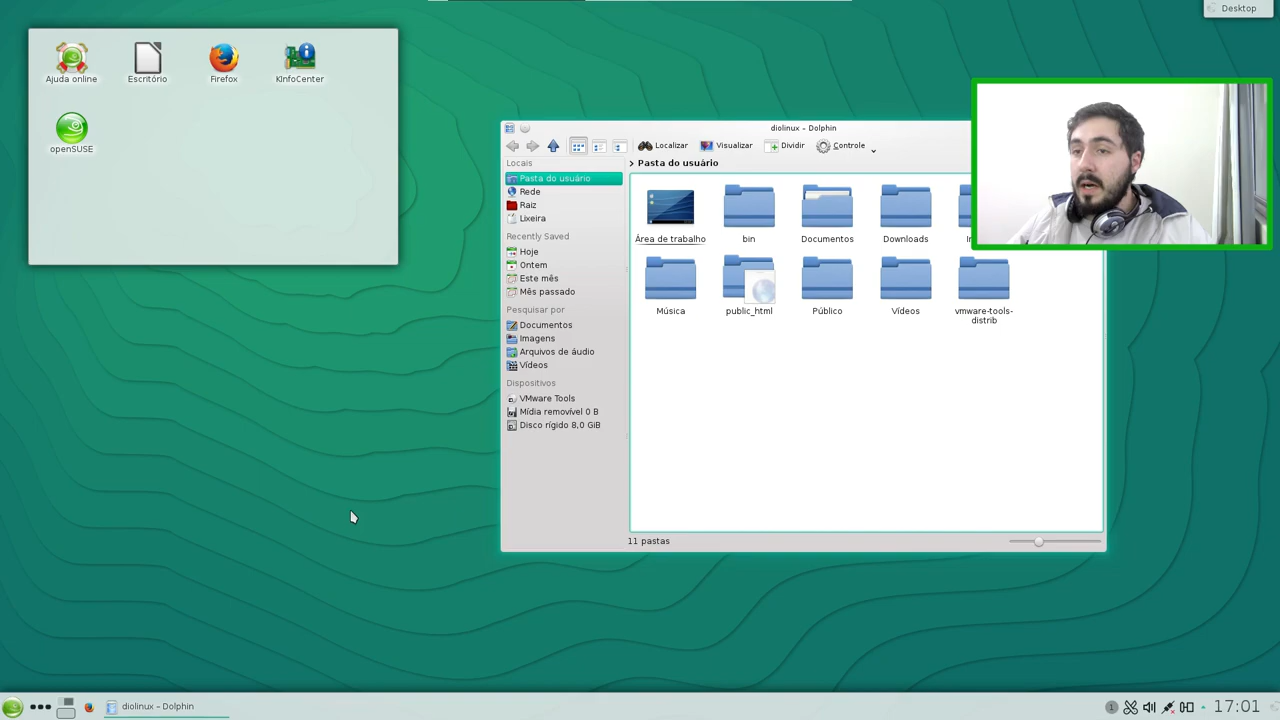 Desktop
Ajuda online
Escritório
Firefox
KInfoCenter
openSUSE
diolinux - Dolphin
Localizar
Visualizar
Dividir
Controle
Locais
> Pasta do usuário
Pasta do usuário
Rede
Raiz
Lixeira
Recently Saved
Hoje
Ontem
Este mês
Mês passado
Pesquisar por
Documentos
Imagens
Arquivos de áudio
Vídeos
Dispositivos
VMware Tools
Mídia removível 0 B
Disco rígido 8,0 GiB
Área de trabalho
bin
Documentos
Downloads
Música
public_html
Público
Vídeos
vmware-tools-
distrib
11 pastas
diolinux - Dolphin
1
17:01